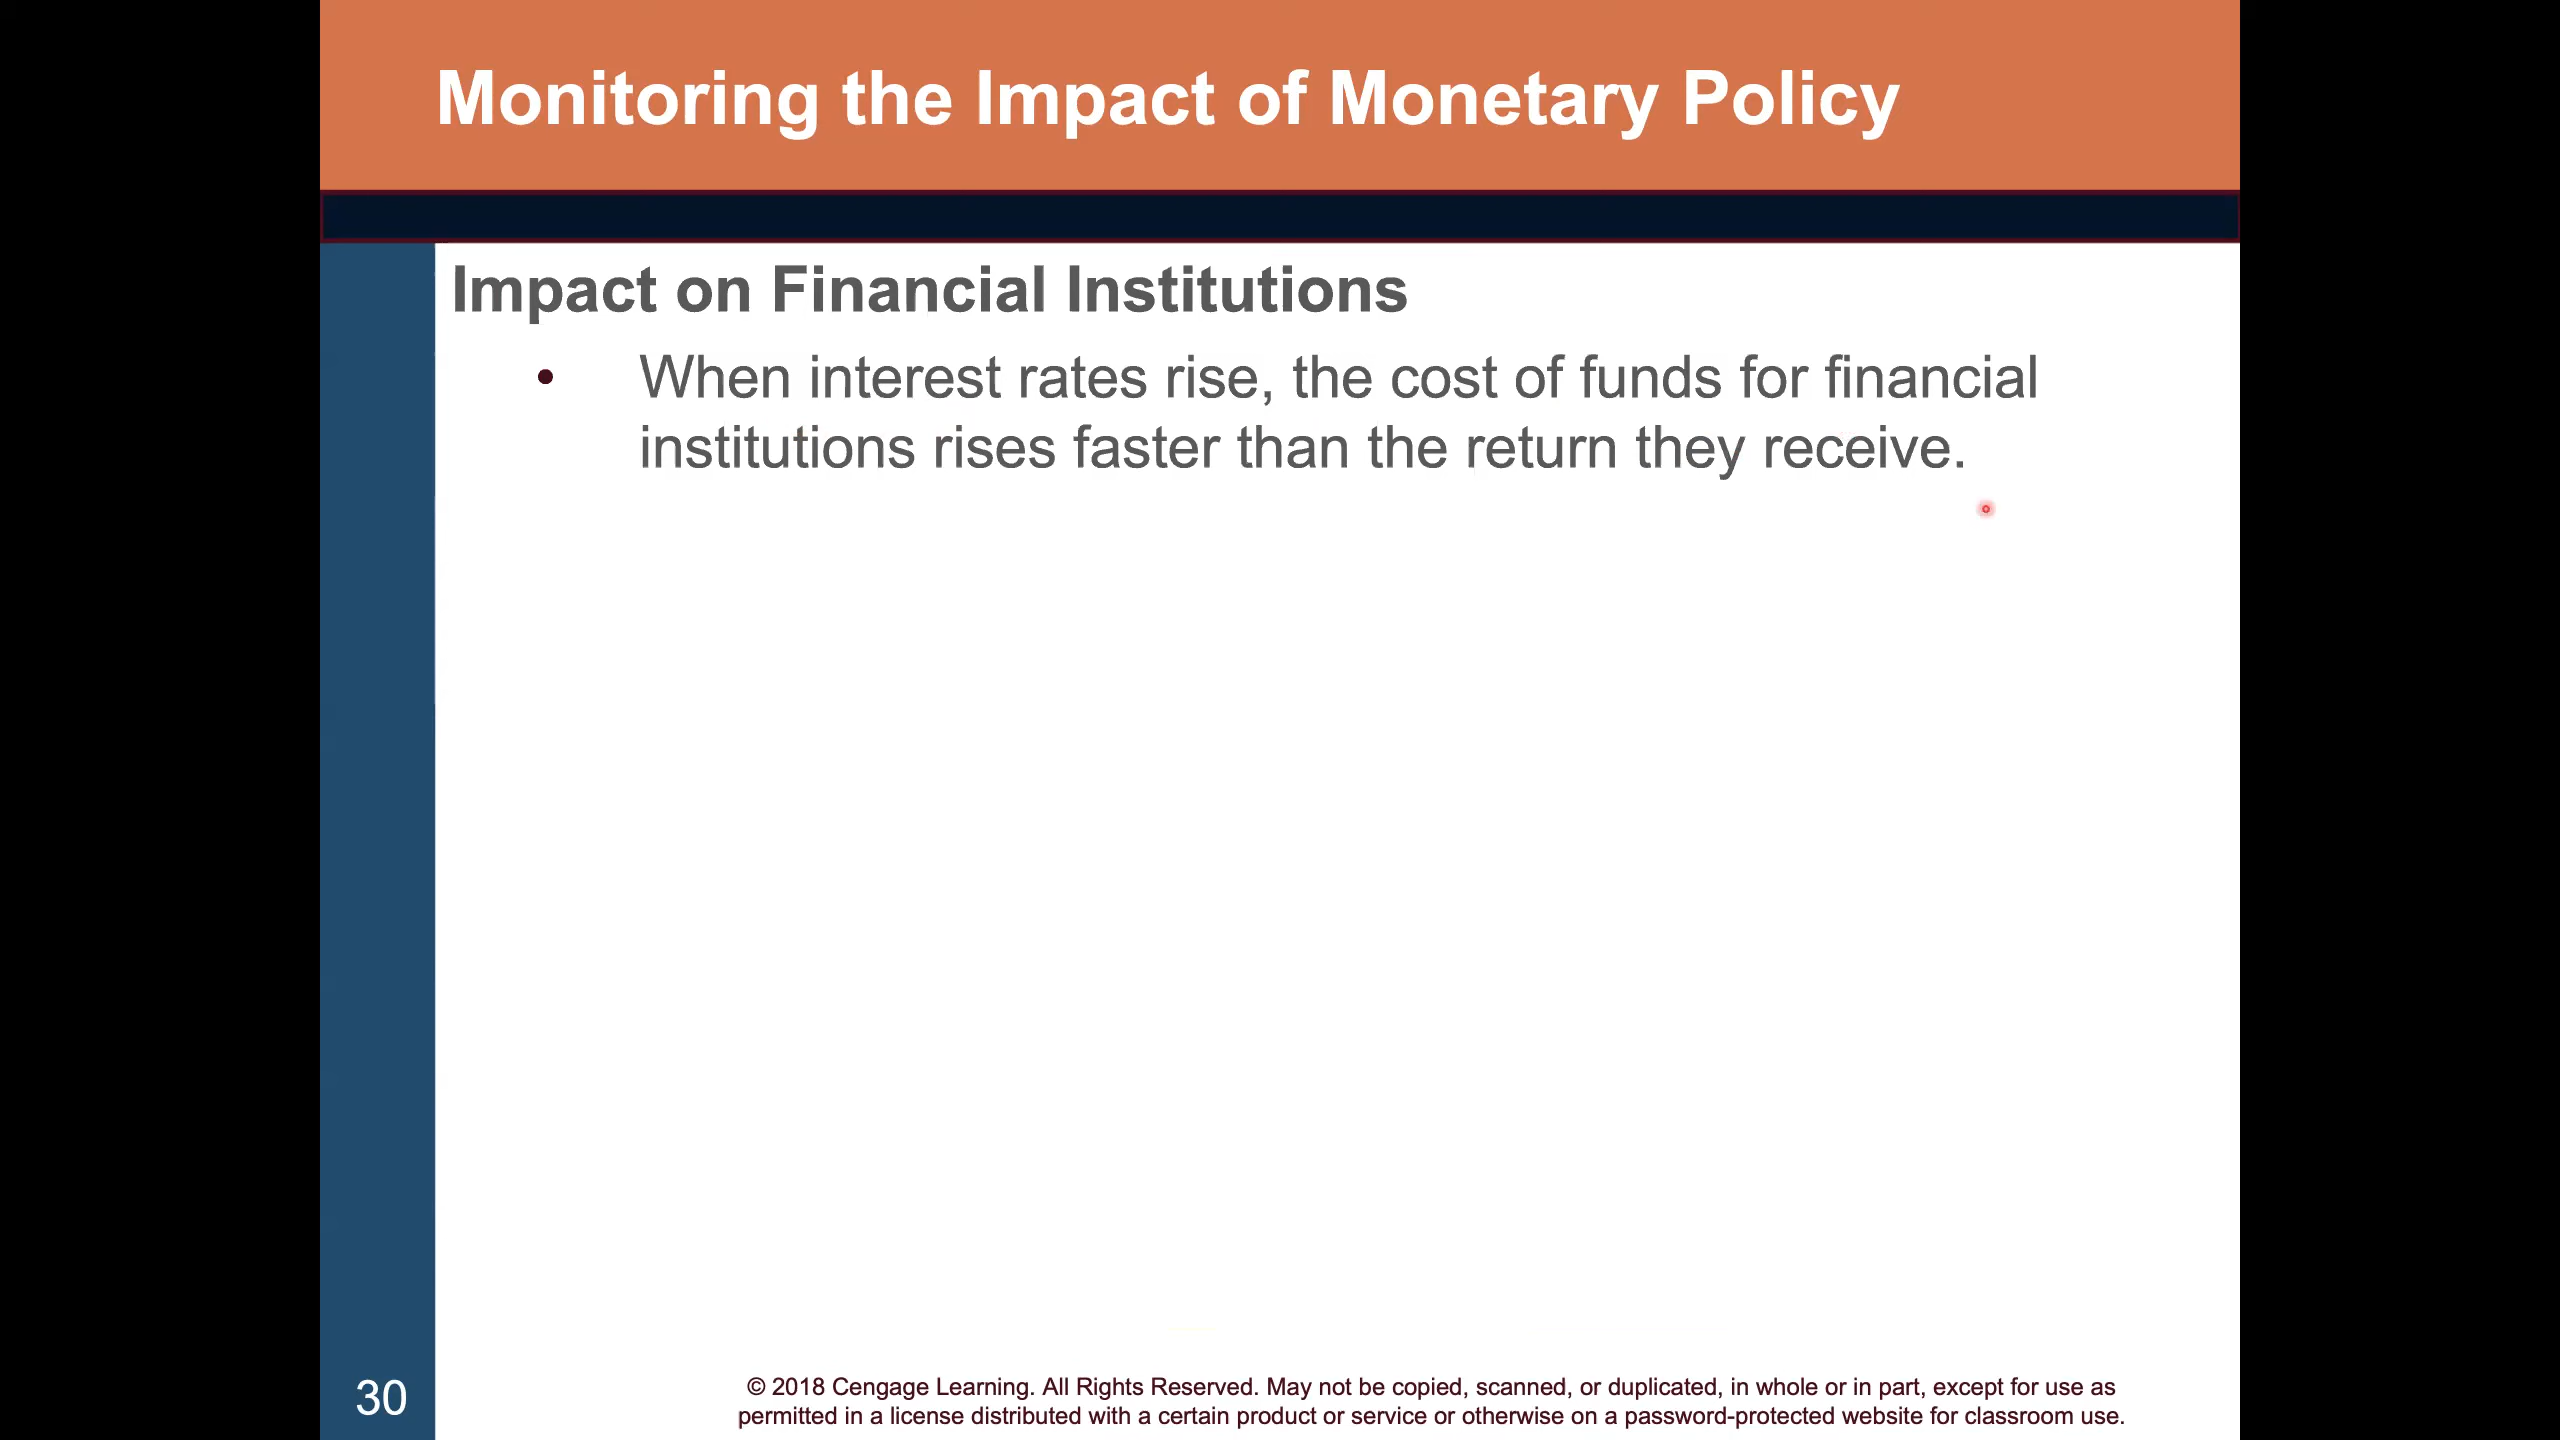 Monitoring the Impact of Monetary Policy
Impact on Financial Institutions
• When interest rates rise, the cost of funds for financial
institutions rises faster than the return they receive.
30
© 2018 Cengage Learning. All Rights Reserved. May not be copied, scanned, or duplicated, in whole or in part, except for use as
permitted in a license distributed with a certain product or service or otherwise on a password-protected website for classroom use.